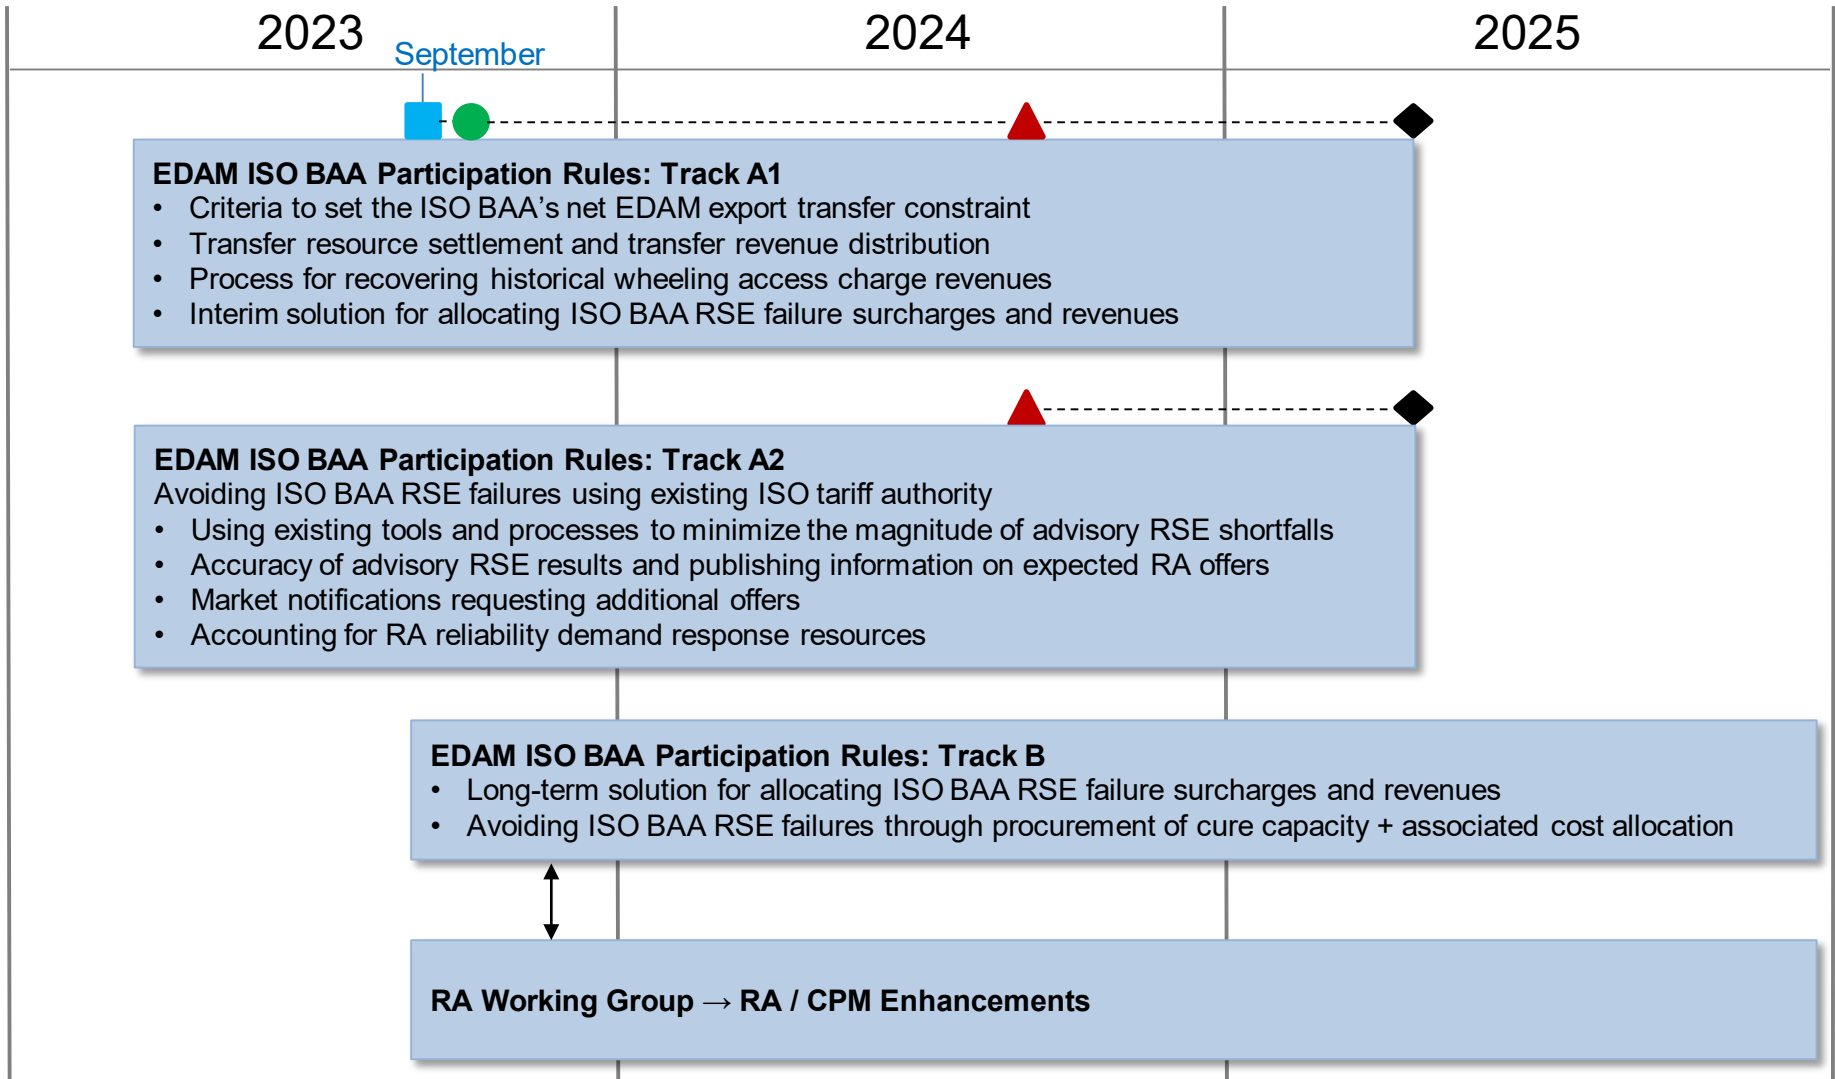 2023
2024
2025
September
EDAM ISO BAA Participation Rules: Track A1
• Criteria to set the ISO BAA’s net EDAM export transfer constraint
• Transfer resource settlement and transfer revenue distribution
• Process for recovering historical wheeling access charge revenues
• Interim solution for allocating ISO BAA RSE failure surcharges and revenues
EDAM ISO BAA Participation Rules: Track A2
Avoiding ISO BAA RSE failures using existing ISO tariff authority
• Using existing tools and processes to minimize the magnitude of advisory RSE shortfalls
• Accuracy of advisory RSE results and publishing information on expected RA offers
• Market notifications requesting additional offers
• Accounting for RA reliability demand response resources
EDAM ISO BAA Participation Rules: Track B
• Long-term solution for allocating ISO BAA RSE failure surcharges and revenues
• Avoiding ISO BAA RSE failures through procurement of cure capacity + associated cost allocation
RA Working Group → RA / CPM Enhancements